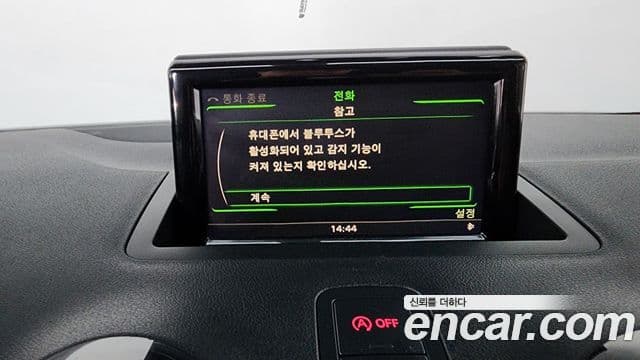 통화 종료
전화
참고
휴대폰에서 블루투스가
활성화되어 있고 감지 기능이
켜져 있는지 확인하십시오.
계속
설정
14:44
A OFF
신뢰를 더하다
encar.com